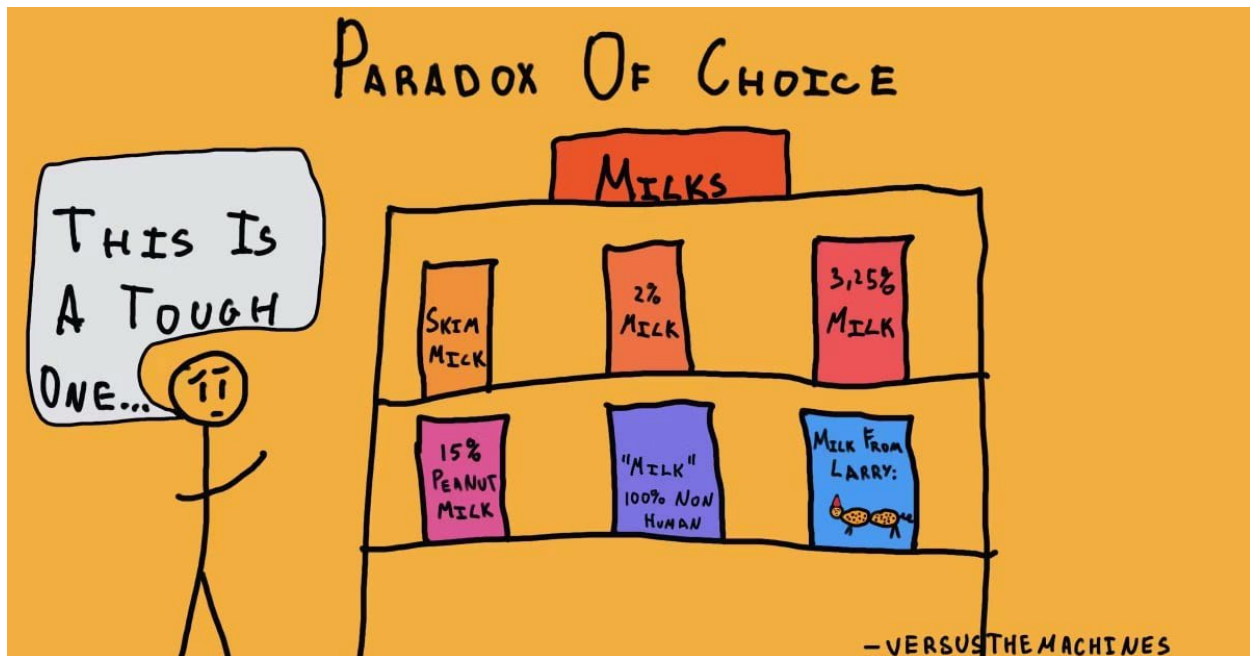 PARADOX OF CHOICE
MILKS
THIS IS
A TOUGH
ONE...
SKIM
MILK
2%
MILK
3,25%
MILK
15%
PEANUT
MILK
"MILK"
100% NON
HUMAN
MILK FROM
LARRY:
-VERSUSTHEMACHINES